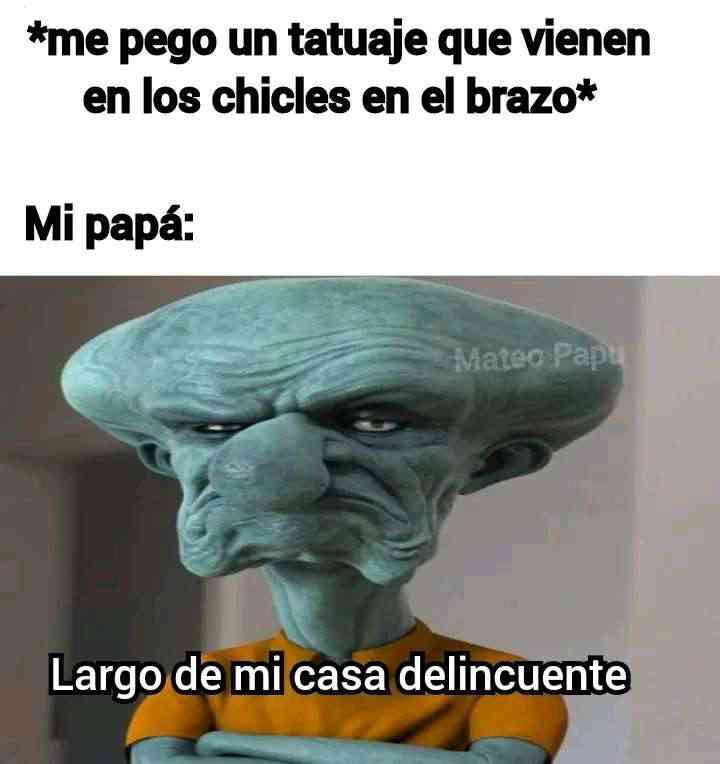 *me pego un tatuaje que vienen
en los chicles en el brazo*
Mi papá:
Mateo Papu
Largo de mi casa delincuente